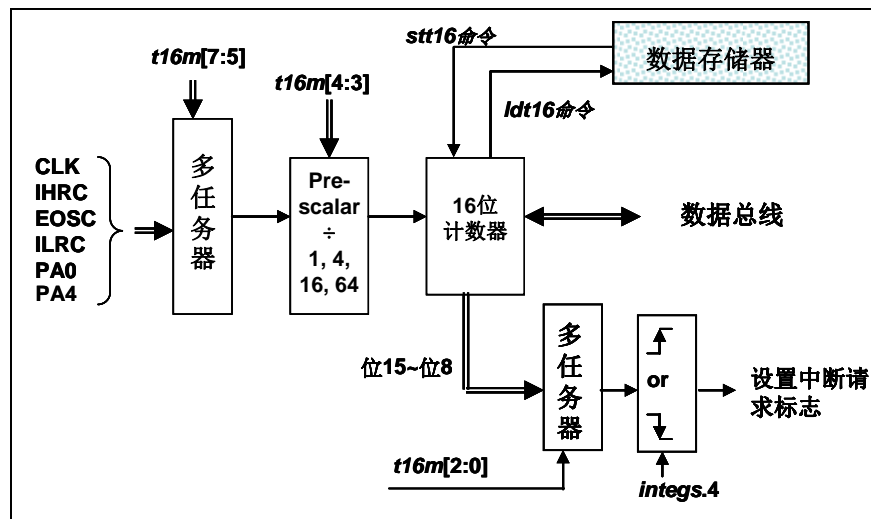 stt16命令
数据存储器
t16m[7:5]
t16m[4:3]
ldt16命令
CLK
IHRC
EOSC
ILRC
PA0
PA4
多
任
务
器
Pre-
scalar
÷
1, 4,
16, 64
16位
计数器
数据总线
位15~位8
多
任
务
器
or
设置中断请
求标志
t16m[2:0]
integs.4